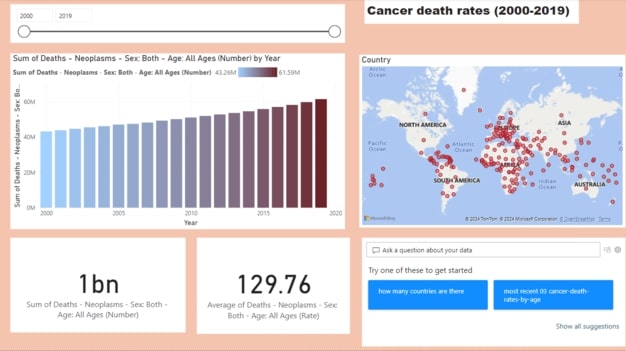 2000
2019
Cancer death rates (2000-2019)
Sum of Deaths - Neoplasms - Sex: Both - Age: All Ages (Number) by Year
Sum of Deaths - Neoplasms - Sex: Both - Age: All Ages (Number) 43.26M 61.59M
Sum of Deaths - Neoplasms - Sex: Bo...
60M
40M
20M
0M
2000
2005
2010
2015
2020
Year
Country
Arctic
Ocean
Arctic
Ocean
NORTH AMERICA
EUROPE
ASIA
Pacific
Ocean
Atlantic
Ocean
AFRICA
SOUTH AMERICA
Indian
Ocean
AUSTRALIA
Microsoft Bing
© 2024 TomTom, © 2024 Microsoft Corporation, © OpenStreetMap Terms
1bn
Sum of Deaths - Neoplasms - Sex: Both -
Age: All Ages (Number)
129.76
Average of Deaths - Neoplasms - Sex:
Both - Age: All Ages (Rate)
Ask a question about your data
Try one of these to get started
how many countries are there
most recent 03 cancer-death-
rates-by-age
Show all suggestions